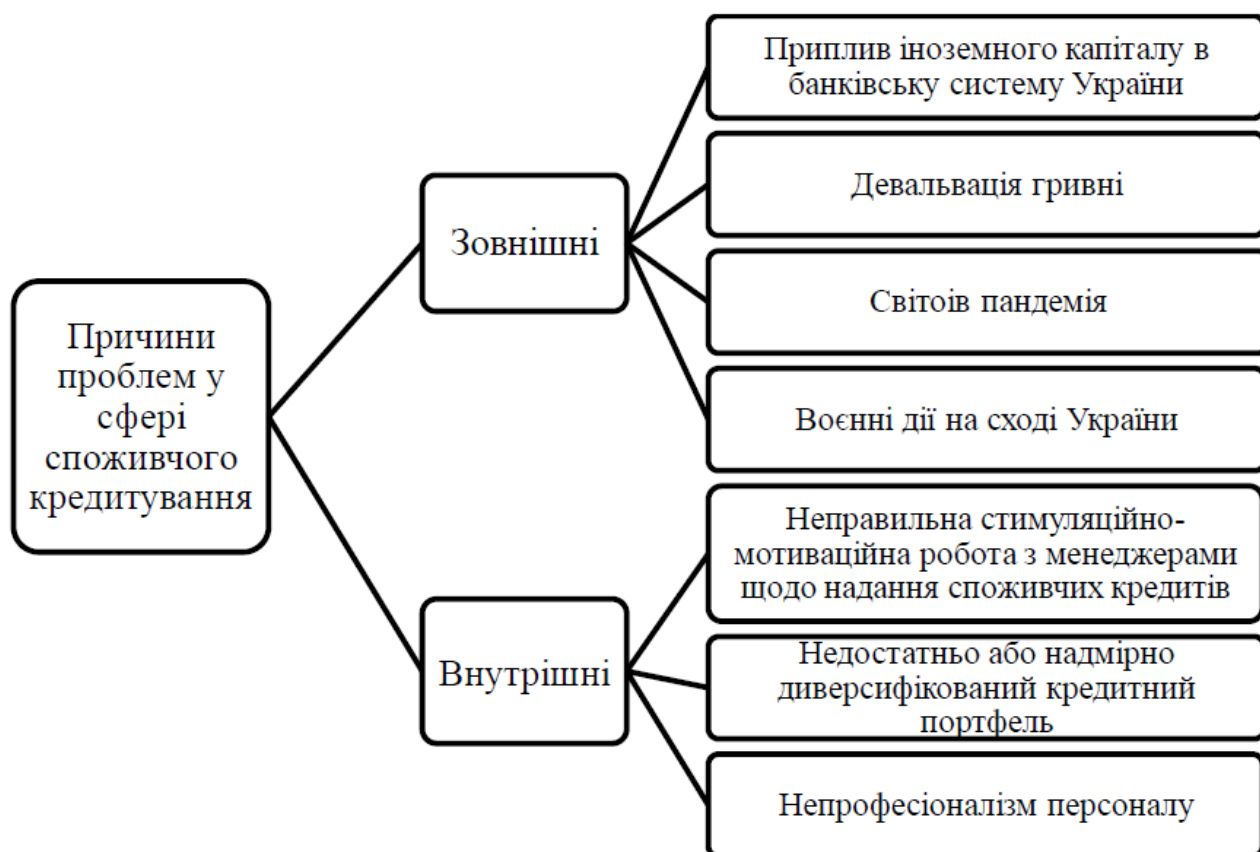 Причини
проблем у
сфері
споживчого
кредитування
Зовнішні
Приплив іноземного капіталу в
банківську систему України
Девальвація гривні
Світоів пандемія
Воєнні дії на сході України
Внутрішні
Неправильна стимуляційно-
мотиваційна робота з менеджерами
щодо надання споживчих кредитів
Недостатньо або надмірно
диверсифікований кредитний
портфель
Непрофесіоналізм персоналу